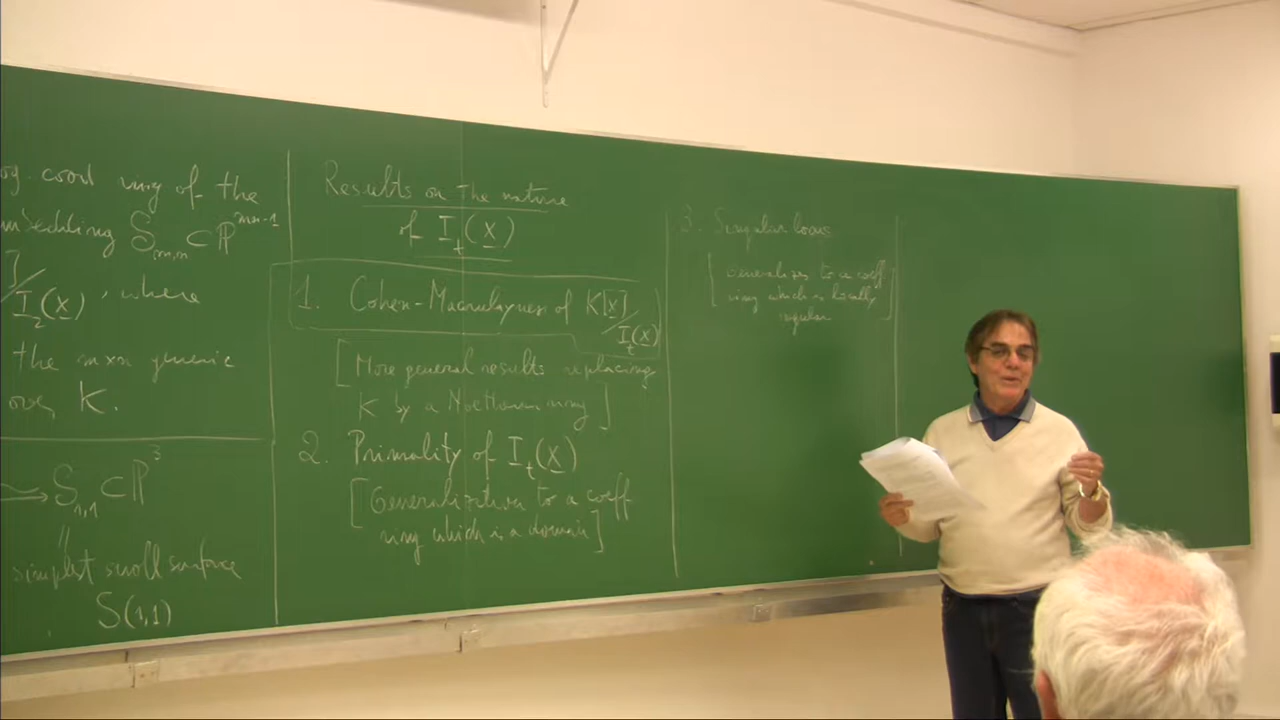 og. coord ring of the
mbedding S_{m,n} ⊂ ℙ^{mn-1}
]/I_2(X), where
the mxn generic
over K.
S_{1,1} ⊂ ℙ^3
||
simplest scroll surface
S(1,1)
Results on the nature
of I_t(X)
1. Cohen-Macaulayness of K[X]/I_t(X)
[More general results replacing
K by a Noetherian ring]
2. Primality of I_t(X)
[Generalization to a coeff
ring which is a domain]
3. Singular locus
[Generalizes to a coeff
ring which is locally
regular]